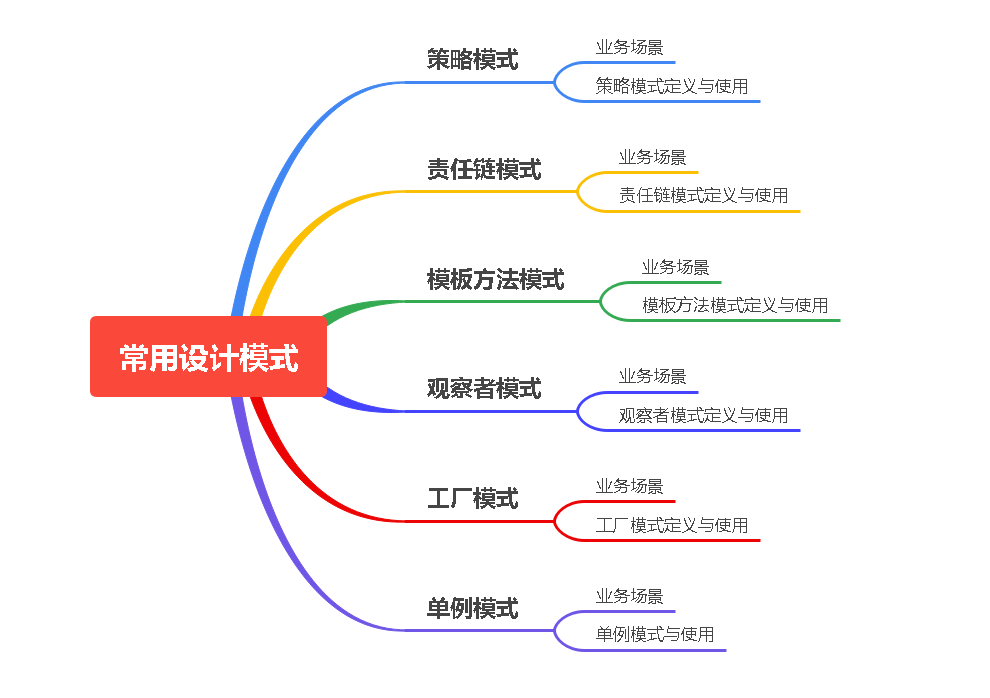 常用设计模式
策略模式
业务场景
策略模式定义与使用
责任链模式
业务场景
责任链模式定义与使用
模板方法模式
业务场景
模板方法模式定义与使用
观察者模式
业务场景
观察者模式定义与使用
工厂模式
业务场景
工厂模式定义与使用
单例模式
业务场景
单例模式与使用